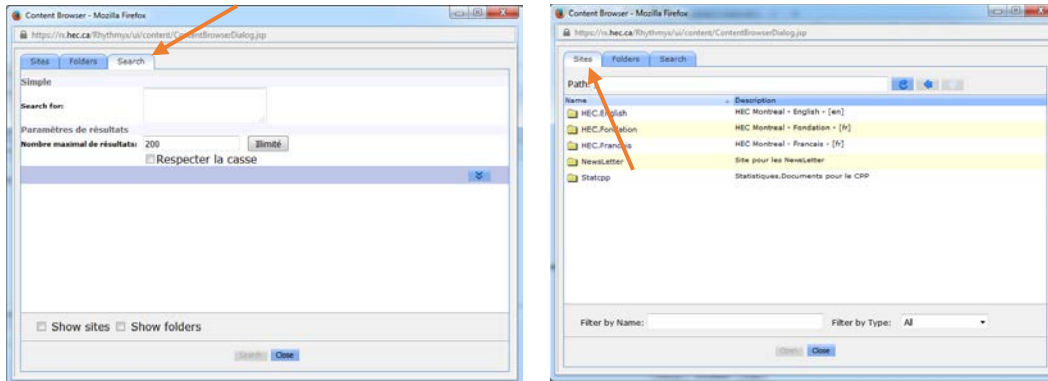 Content Browser - Mozilla Firefox
https://rx.hec.ca/Rhythmyx/ui/content/ContentBrowserDialog.jsp
Sites Folders Search
Simple
Search for:
Paramètres de résultats
Nombre maximal de résultats: 200 Illimité
Respecter la casse
Show sites Show folders
Search Close
Content Browser - Mozilla Firefox
https://rx.hec.ca/Rhythmyx/ui/content/ContentBrowserDialog.jsp
Sites Folders Search
Path:
Name Description
HEC.English HEC Montreal - English - [en]
HEC.Fondation HEC Montreal - Fondation - [fr]
HEC.Francais HEC Montreal - Francais - [fr]
NewsLetter Site pour les NewsLetter
Statcpp Statistiques,Documents pour le CPP
Filter by Name: Filter by Type: All
Open Close